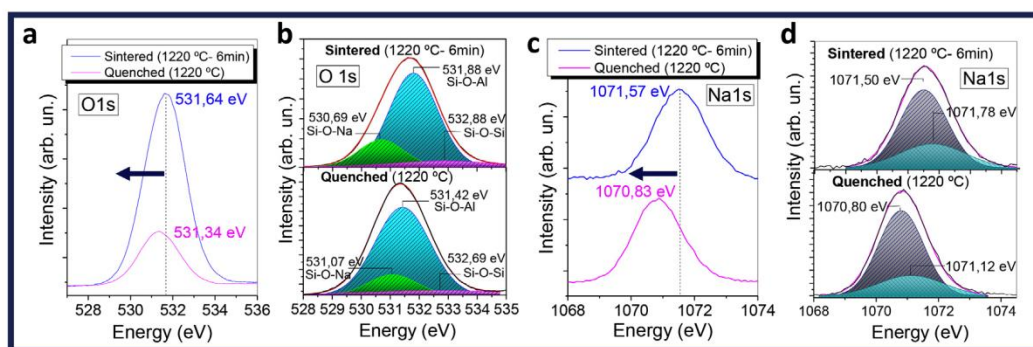 a
Sintered (1220 ºC- 6min)
Quenched (1220 ºC)
O1s
531,64 eV
531,34 eV
Intensity (arb. un.)
528 530 532 534 536
Energy (eV)
b
Sintered (1220 ºC- 6min)
O 1s
531,88 eV
Si-O-Al
530,69 eV
Si-O-Na
532,88 eV
Si-O-Si
Quenched (1220 ºC)
531,42 eV
Si-O-Al
531,07 eV
Si-O-Na
532,69 eV
Si-O-Si
Intensity (arb. un.)
528 529 530 531 532 533 534 535
Energy (eV)
c
Sintered (1220 ºC- 6min)
Quenched (1220 ºC)
1071,57 eV
Na1s
1070,83 eV
Intensity (arb. un.)
1068 1070 1072 1074
Energy (eV)
d
Sintered (1220 ºC- 6min)
1071,50 eV
Na1s
1071,78 eV
Quenched (1220 ºC)
1070,80 eV
1071,12 eV
Intensity (arb. un.)
1068 1070 1072 1074
Energy (eV)